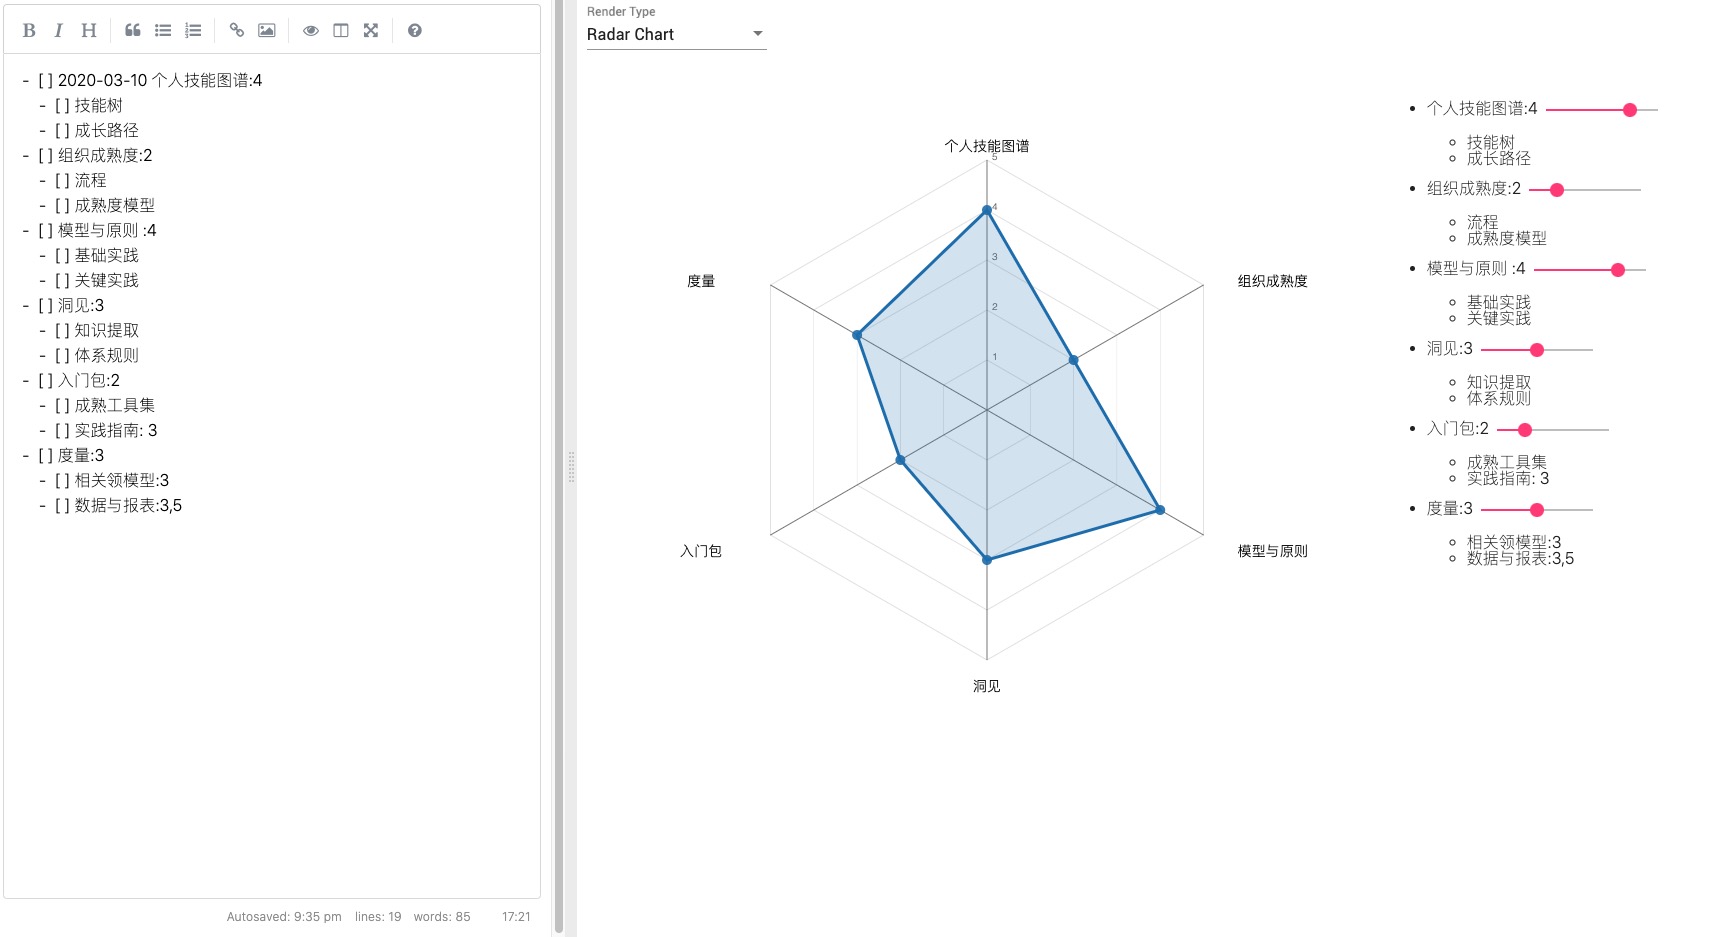 B I H
- [ ] 2020-03-10 个人技能图谱:4
- [ ] 技能树
- [ ] 成长路径
- [ ] 组织成熟度:2
- [ ] 流程
- [ ] 成熟度模型
- [ ] 模型与原则 :4
- [ ] 基础实践
- [ ] 关键实践
- [ ] 洞见:3
- [ ] 知识提取
- [ ] 体系规则
- [ ] 入门包:2
- [ ] 成熟工具集
- [ ] 实践指南: 3
- [ ] 度量:3
- [ ] 相关领模型:3
- [ ] 数据与报表:3,5
Autosaved: 9:35 pm lines: 19 words: 85 17:21
Render Type
Radar Chart
个人技能图谱
5
4
3
2
1
度量
组织成熟度
入门包
模型与原则
洞见
• 个人技能图谱:4
◦ 技能树
◦ 成长路径
• 组织成熟度:2
◦ 流程
◦ 成熟度模型
• 模型与原则 :4
◦ 基础实践
◦ 关键实践
• 洞见:3
◦ 知识提取
◦ 体系规则
• 入门包:2
◦ 成熟工具集
◦ 实践指南: 3
• 度量:3
◦ 相关领模型:3
◦ 数据与报表:3,5